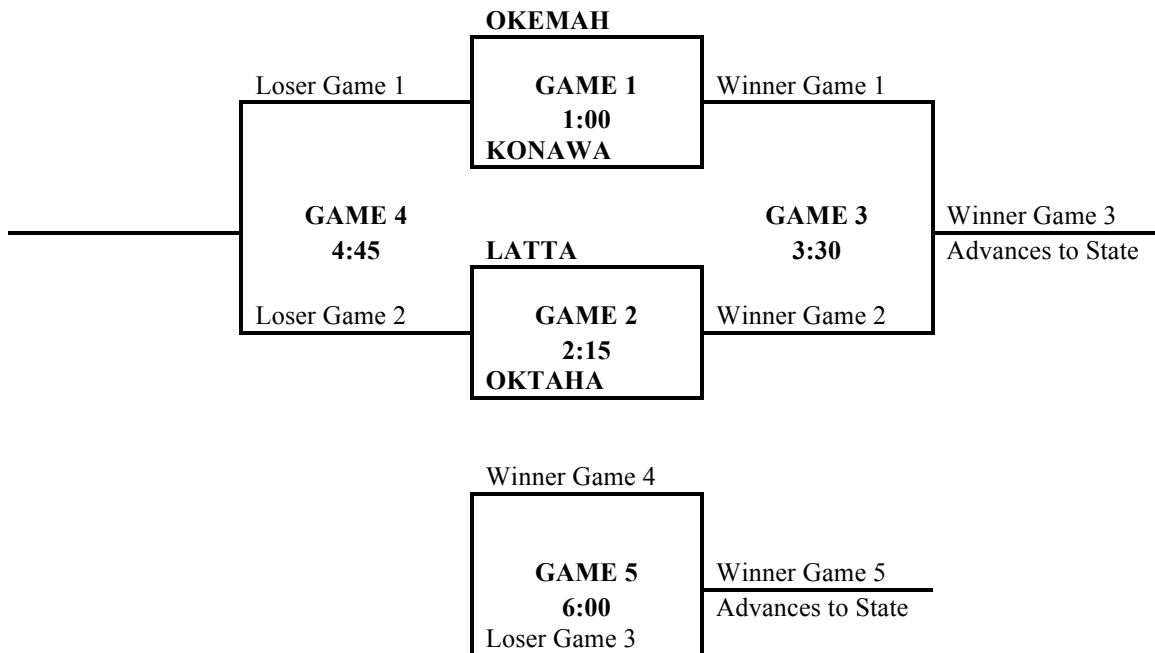 OKEMAH
Loser Game 1 GAME 1 Winner Game 1
1:00
KONAWA
GAME 4 GAME 3 Winner Game 3
4:45 LATTA 3:30 Advances to State
Loser Game 2 GAME 2 Winner Game 2
2:15
OKTAHA
Winner Game 4
GAME 5 Winner Game 5
6:00 Advances to State
Loser Game 3